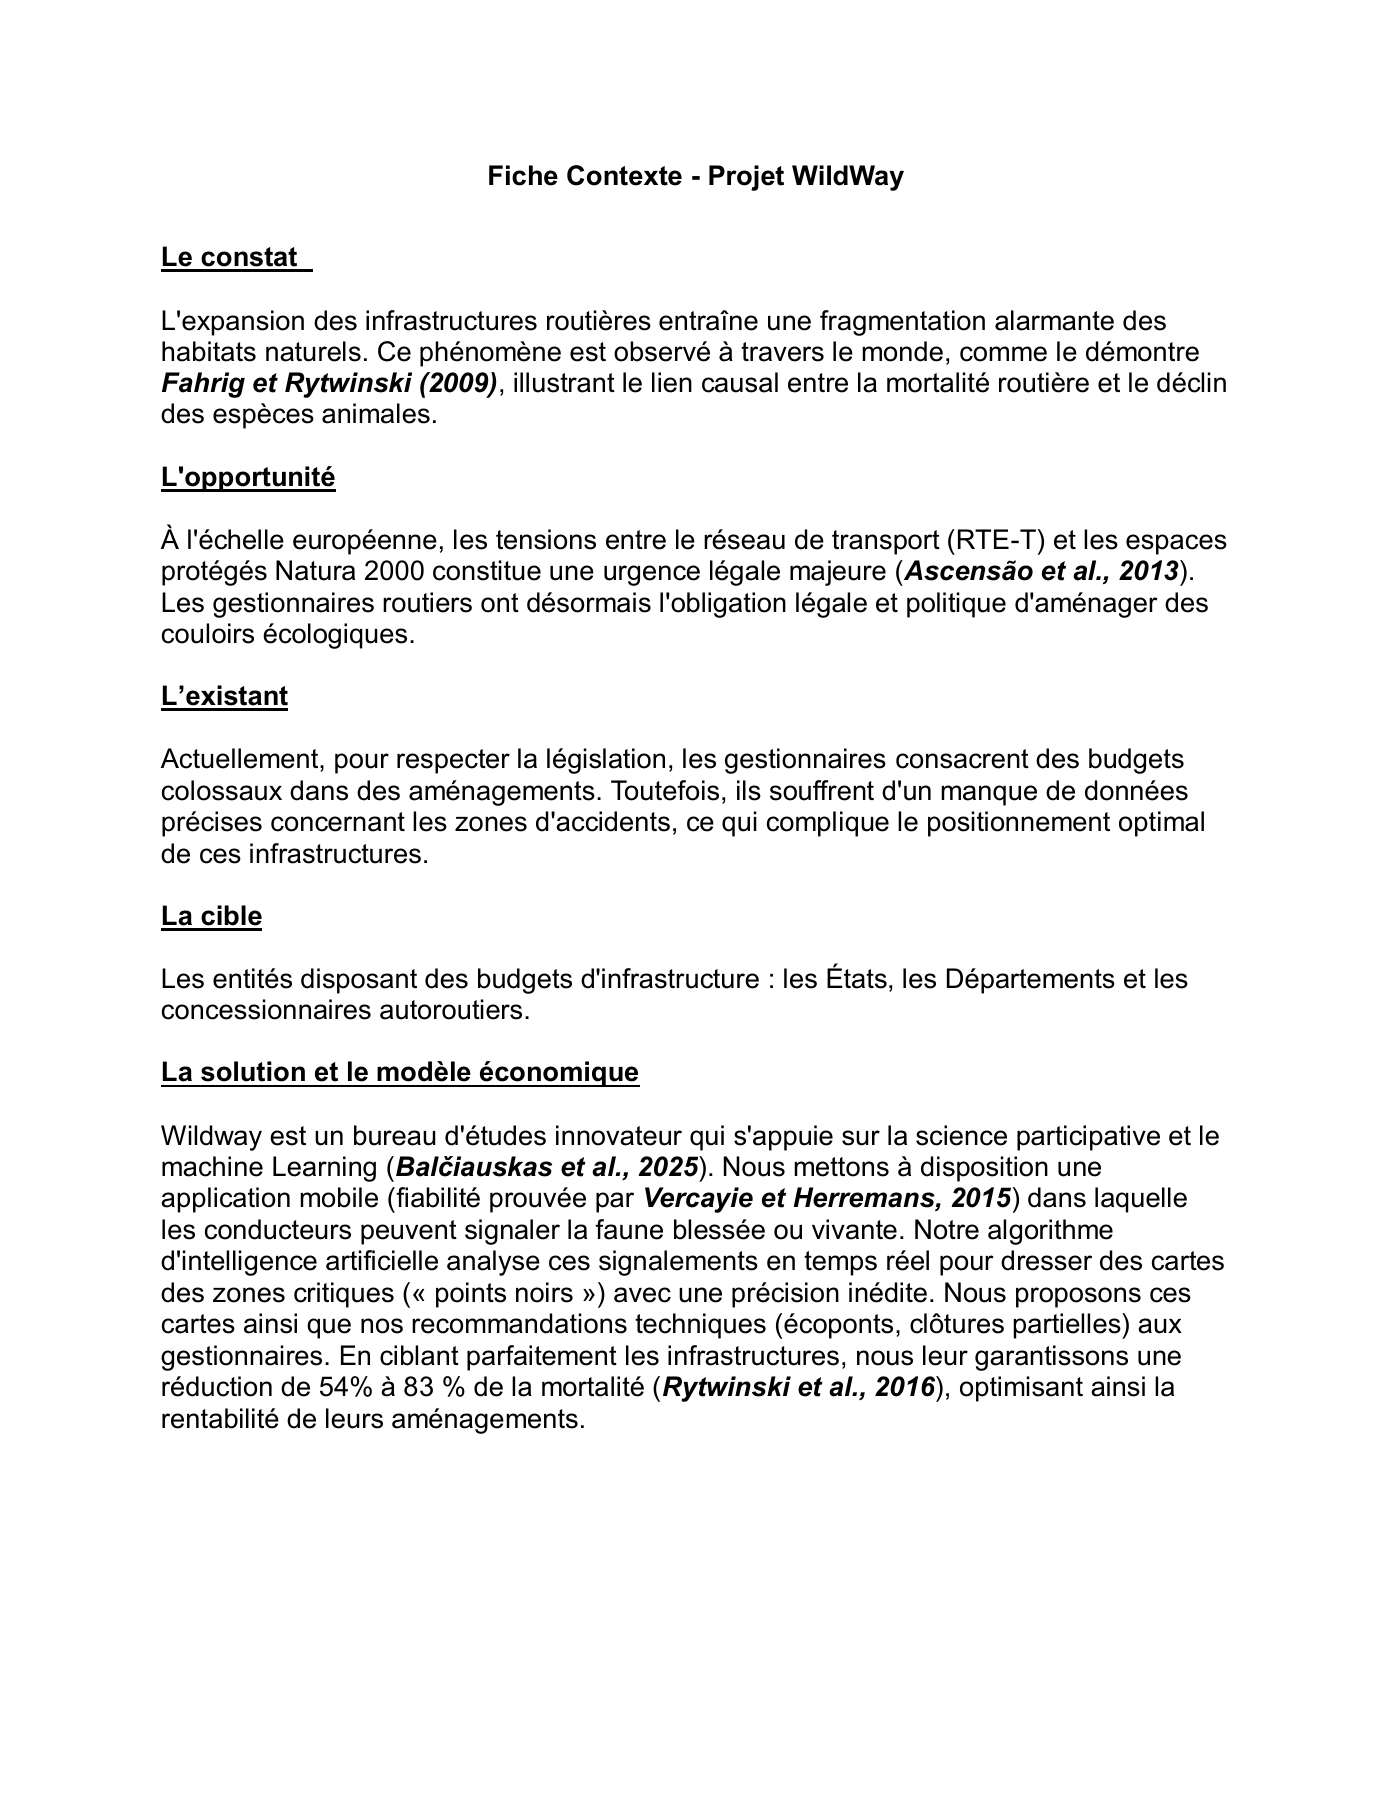 Fiche Contexte - Projet WildWay
Le constat
L'expansion des infrastructures routières entraîne une fragmentation alarmante des
habitats naturels. Ce phénomène est observé à travers le monde, comme le démontre
Fahrig et Rytwinski (2009), illustrant le lien causal entre la mortalité routière et le déclin
des espèces animales.
L'opportunité
À l'échelle européenne, les tensions entre le réseau de transport (RTE-T) et les espaces
protégés Natura 2000 constitue une urgence légale majeure (Ascensão et al., 2013).
Les gestionnaires routiers ont désormais l'obligation légale et politique d'aménager des
couloirs écologiques.
L’existant
Actuellement, pour respecter la législation, les gestionnaires consacrent des budgets
colossaux dans des aménagements. Toutefois, ils souffrent d'un manque de données
précises concernant les zones d'accidents, ce qui complique le positionnement optimal
de ces infrastructures.
La cible
Les entités disposant des budgets d'infrastructure : les États, les Départements et les
concessionnaires autoroutiers.
La solution et le modèle économique
Wildway est un bureau d'études innovateur qui s'appuie sur la science participative et le
machine Learning (Balčiauskas et al., 2025). Nous mettons à disposition une
application mobile (fiabilité prouvée par Vercayie et Herremans, 2015) dans laquelle
les conducteurs peuvent signaler la faune blessée ou vivante. Notre algorithme
d'intelligence artificielle analyse ces signalements en temps réel pour dresser des cartes
des zones critiques (« points noirs ») avec une précision inédite. Nous proposons ces
cartes ainsi que nos recommandations techniques (écoponts, clôtures partielles) aux
gestionnaires. En ciblant parfaitement les infrastructures, nous leur garantissons une
réduction de 54% à 83 % de la mortalité (Rytwinski et al., 2016), optimisant ainsi la
rentabilité de leurs aménagements.